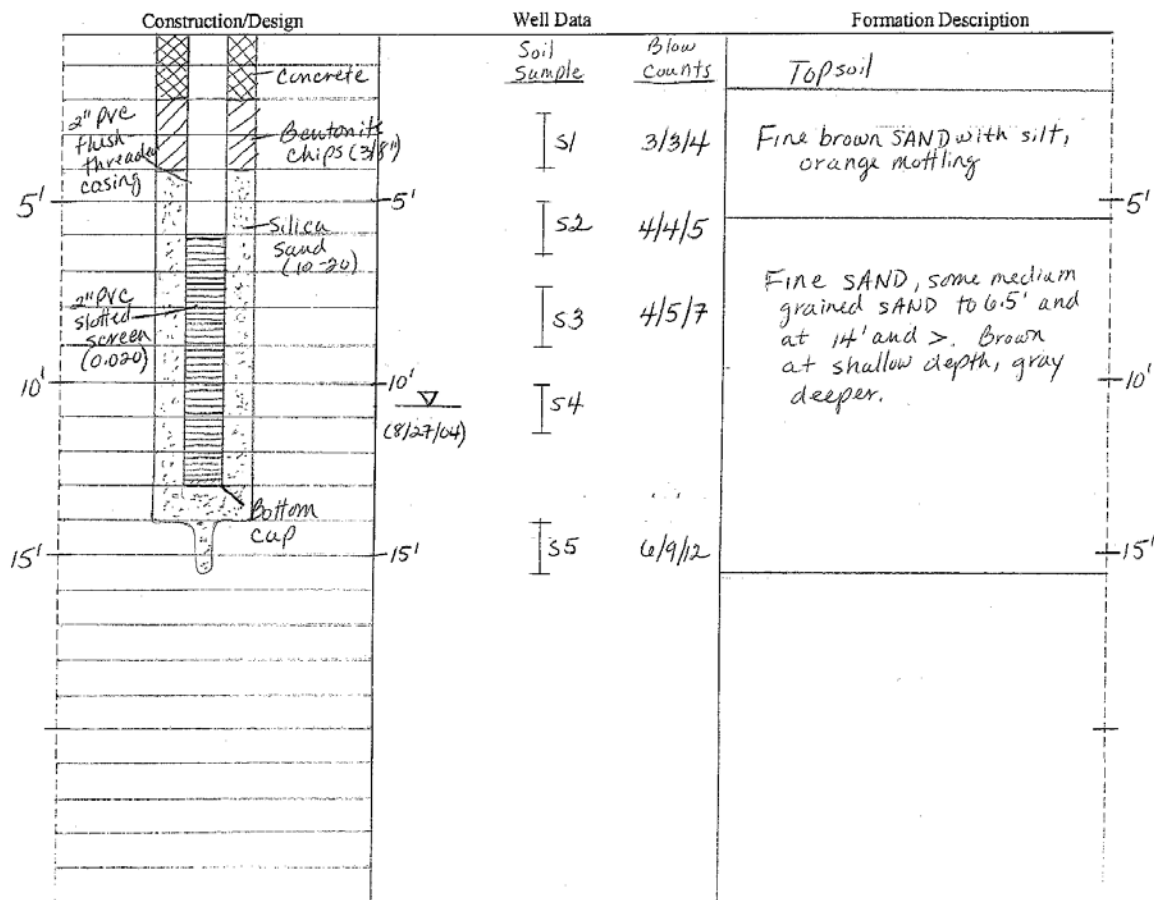 Construction/Design
Well Data
Formation Description
Concrete
2" PVC
flush
threaded
casing
Bentonite
chips (3/8")
5'
5'
Silica
Sand
(10-20)
2" PVC
slotted
screen
(0.020)
10'
10'
Bottom
cap
15'
15'
(8/27/04)
Soil
Sample
Blow
Counts
S1
3/3/4
S2
4/4/5
S3
4/5/7
S4
S5
6/9/12
Topsoil
Fine brown SAND with silt,
orange mottling
5'
Fine SAND, some medium
grained SAND to 6.5' and
at 14' and >. Brown
at shallow depth, gray
deeper.
10'
15'